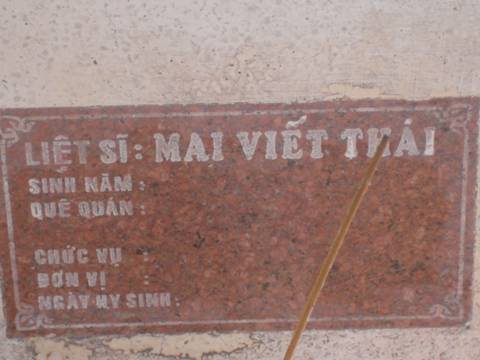 LIỆT SĨ: MAI VIẾT THÁI
SINH NĂM :
QUÊ QUÁN :
CHỨC VỤ :
ĐƠN VỊ :
NGÀY HY SINH :